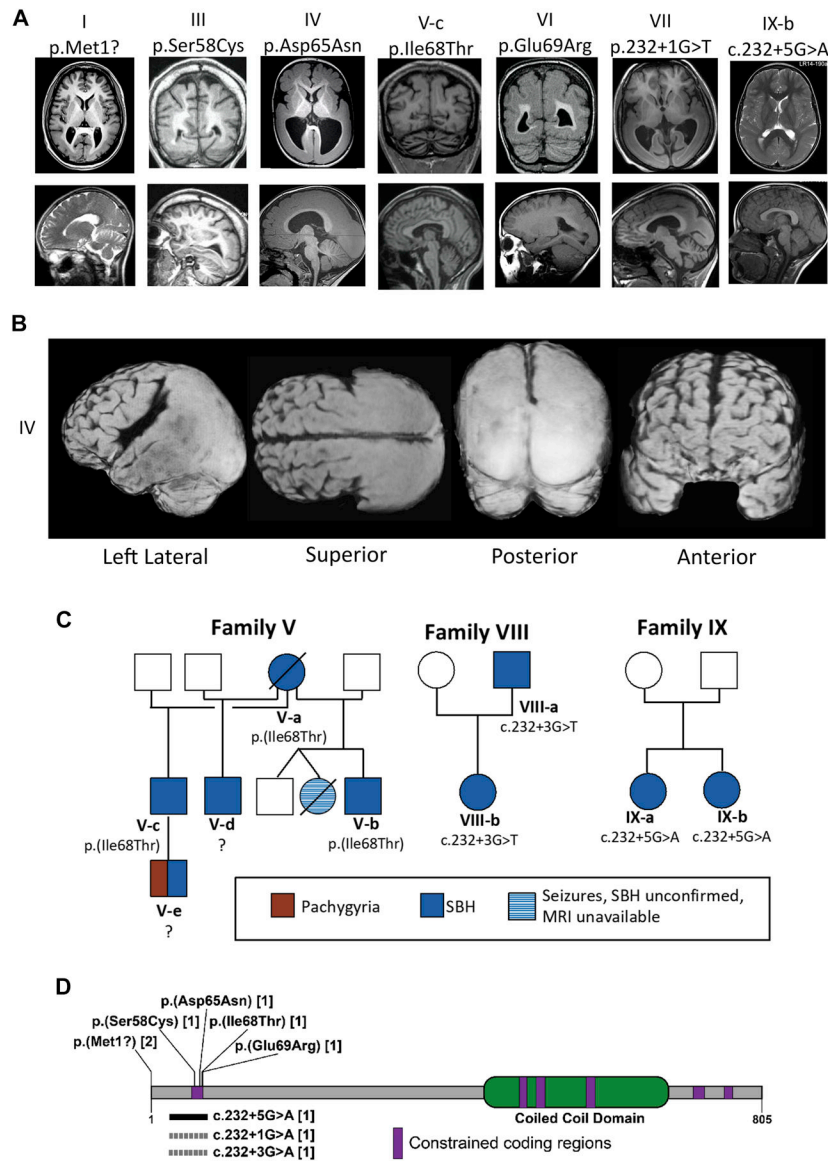 A
I
p.Met1?
III
p.Ser58Cys
IV
p.Asp65Asn
V-c
p.Ile68Thr
VI
p.Glu69Arg
VII
p.232+1G>T
IX-b
c.232+5G>A
B
IV
Left Lateral
Superior
Posterior
Anterior
C
Family V
Family VIII
Family IX
V-a
p.(Ile68Thr)
VIII-a
c.232+3G>T
V-c
p.(Ile68Thr)
V-d
?
V-b
p.(Ile68Thr)
VIII-b
c.232+3G>T
IX-a
c.232+5G>A
IX-b
c.232+5G>A
V-e
?
Pachygyria
SBH
Seizures, SBH unconfirmed,
MRI unavailable
D
p.(Asp65Asn) [1]
p.(Ser58Cys) [1]
p.(Ile68Thr) [1]
p.(Met1?) [2]
p.(Glu69Arg) [1]
1
Coiled Coil Domain
805
c.232+5G>A [1]
c.232+1G>A [1]
c.232+3G>A [1]
Constrained coding regions